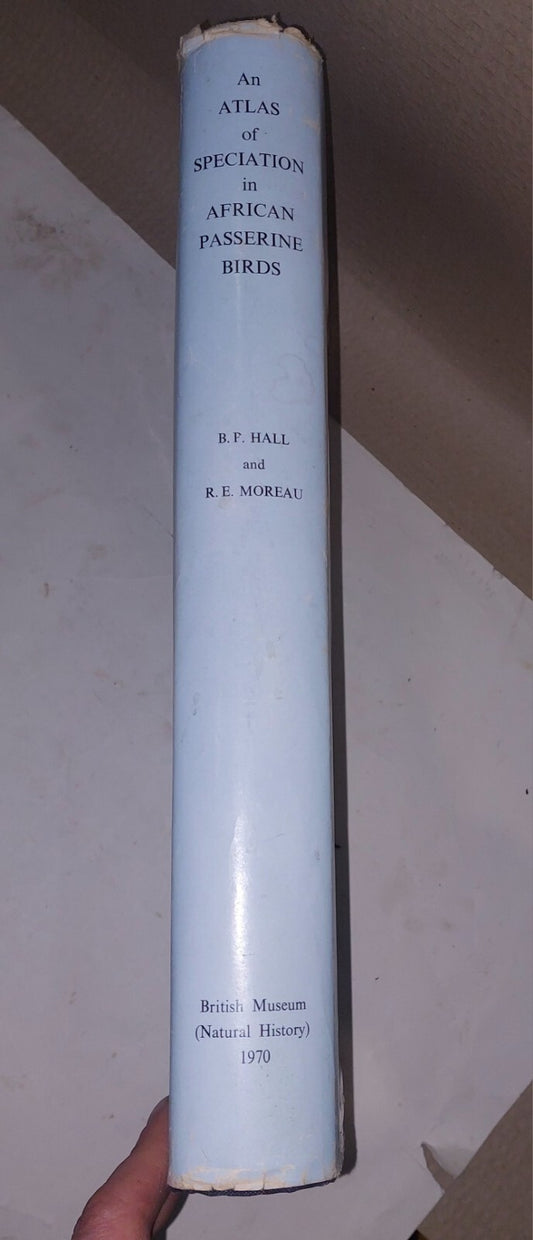 An
ATLAS
of
SPECIATION
in
AFRICAN
PASSERINE
BIRDS
B. P. HALL
and
R. E. MOREAU
British Museum
(Natural History)
1970